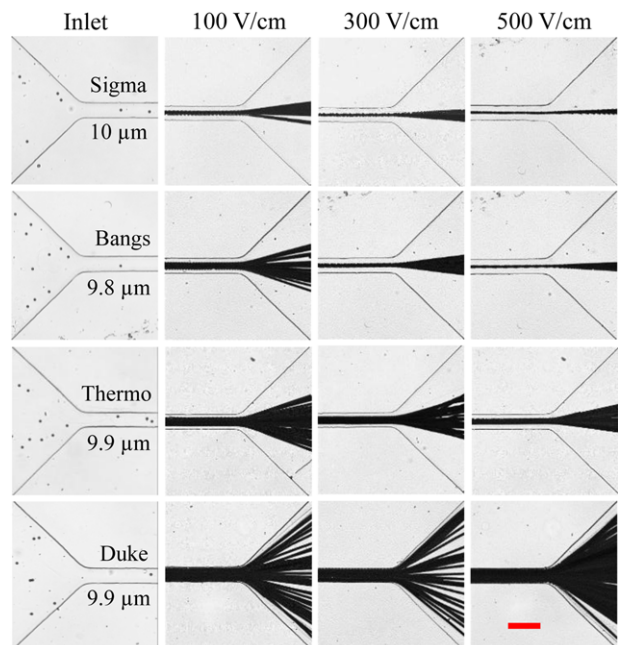 Inlet 100 V/cm 300 V/cm 500 V/cm
Sigma
10 µm
Bangs
9.8 µm
Thermo
9.9 µm
Duke
9.9 µm